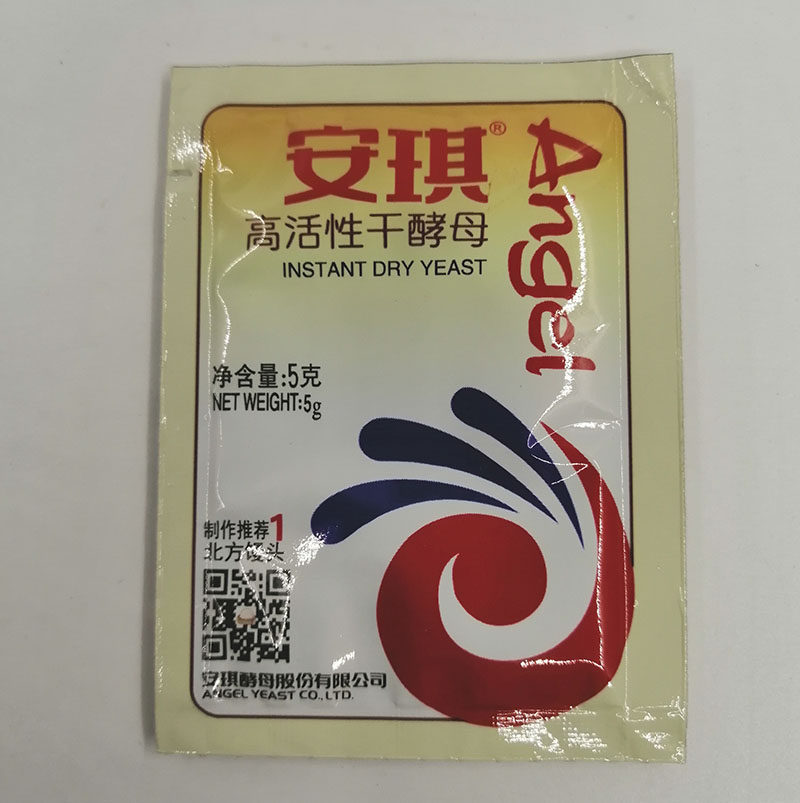 安琪®
Angel
高活性干酵母
INSTANT DRY YEAST
净含量:5克
NET WEIGHT:5g
制作推荐1
北方馒头
安琪酵母股份有限公司
ANGEL YEAST CO., LTD.